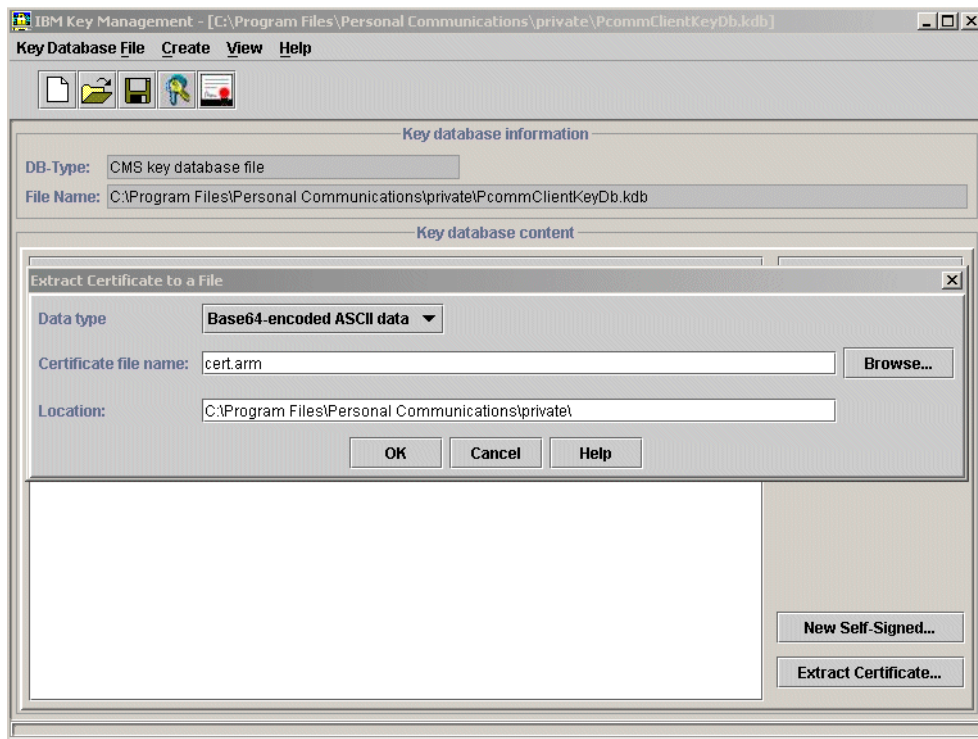 IBM Key Management - [C:\Program Files\Personal Communications\private\PcommClientKeyDb.kdb]
Key Database File Create View Help
Key database information
DB-Type: CMS key database file
File Name: C:\Program Files\Personal Communications\private\PcommClientKeyDb.kdb
Key database content
Extract Certificate to a File
Data type Base64-encoded ASCII data
Certificate file name: cert.arm Browse...
Location: C:\Program Files\Personal Communications\private\
OK Cancel Help
New Self-Signed...
Extract Certificate...